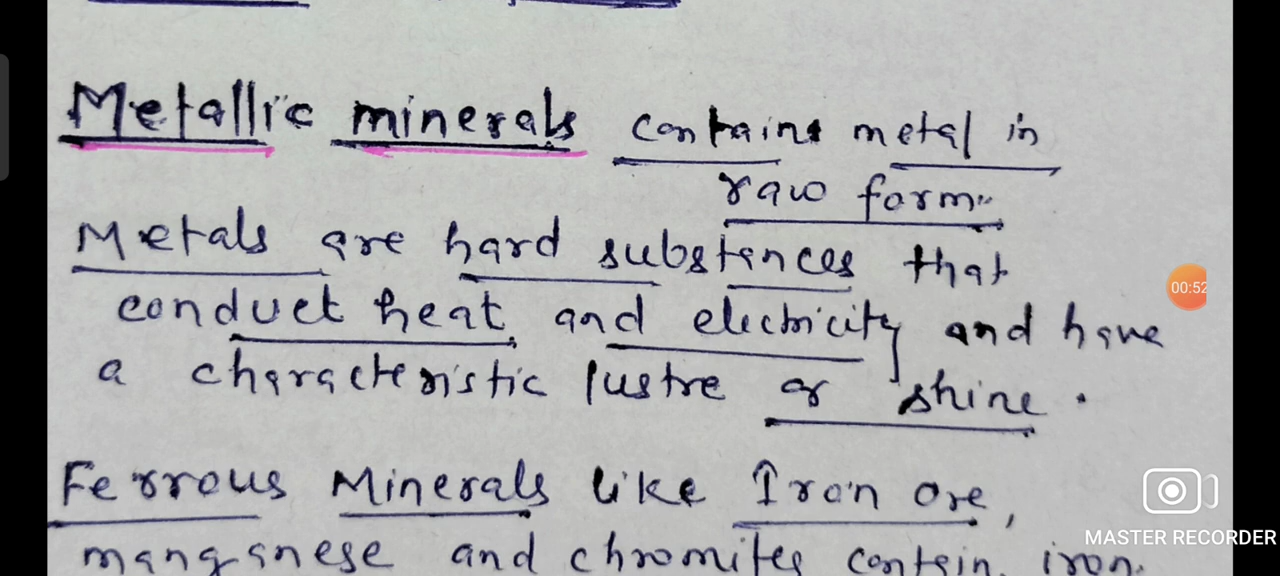 Metallic minerals contains metal in
raw form.
Metals are hard substances that
conduct heat and electricity and have
a characteristic lustre or shine.
Ferrous Minerals like Iron ore,
manganese and chromites contain iron.
00:52
MASTER RECORDER